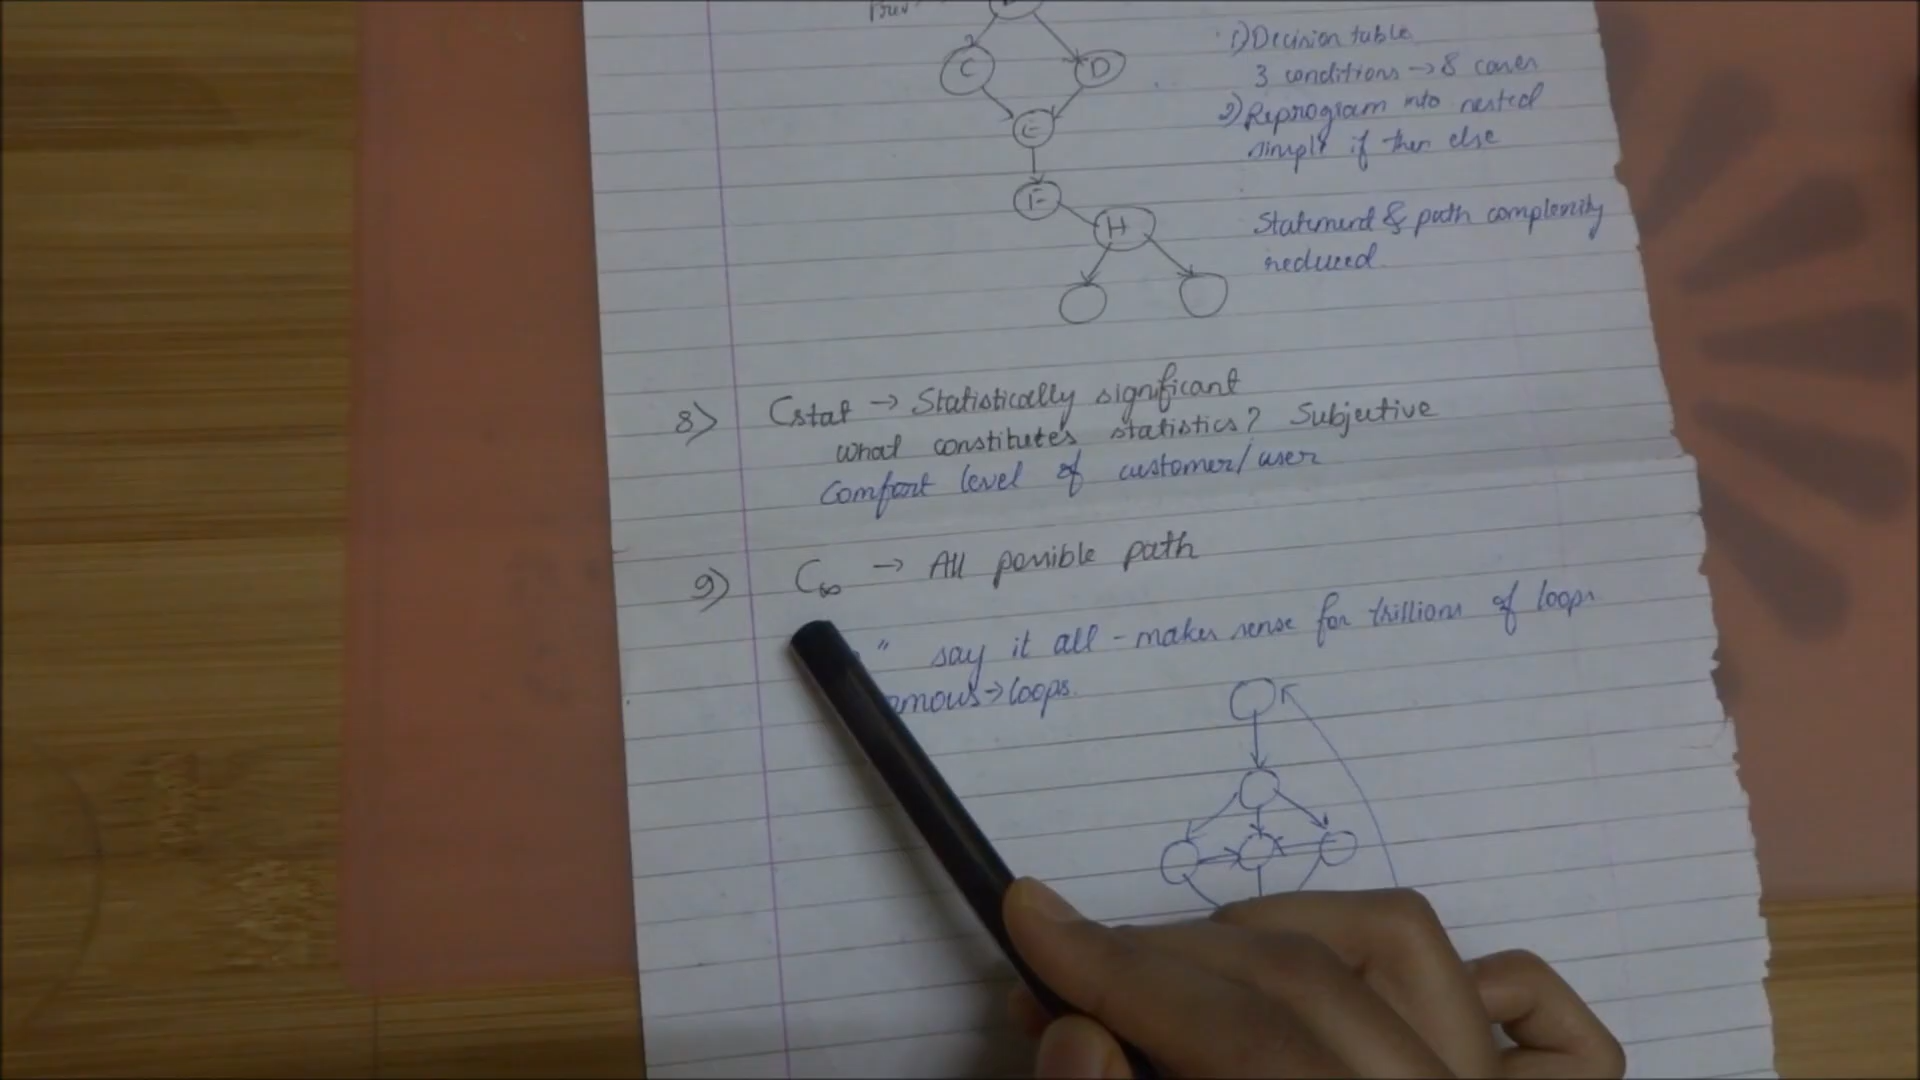 C
D
E
F
H
1) Decision table
3 conditions → 8 cases
2) Reprogram into nested
simple if then else
Statement & path complexity
reduced
8) Cstat → Statistically significant
what constitutes statistics? Subjective
Comfort level of customer/user
9) C∞ → All possible path
" say it all - makes sense for trillions of loops
→ loops.